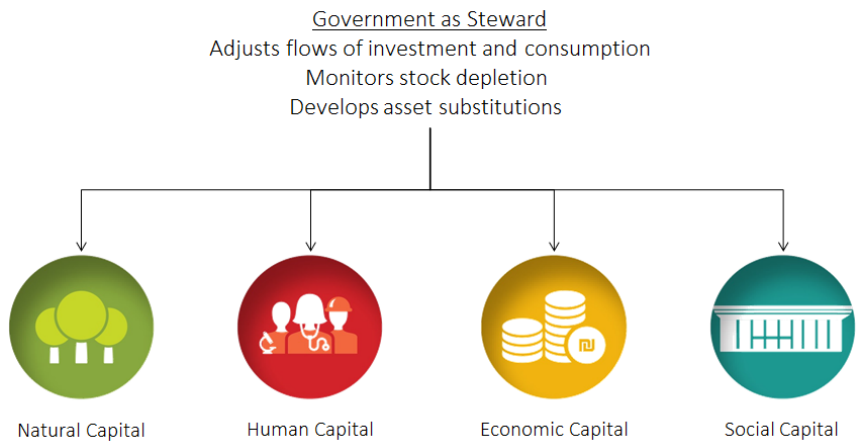 Government as Steward
Adjusts flows of investment and consumption
Monitors stock depletion
Develops asset substitutions
₪
Natural Capital
Human Capital
Economic Capital
Social Capital